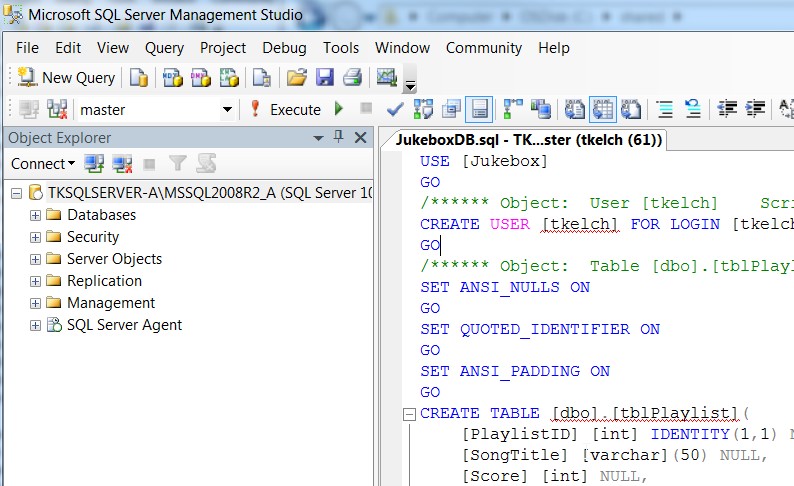 Microsoft SQL Server Management Studio
Computer OSDisk (C:) shared
File Edit View Query Project Debug Tools Window Community Help
New Query
master Execute
Object Explorer
JukeboxDB.sql - TK...ster (tkelch (61))
Connect
TKSQLSERVER-A\MSSQL2008R2_A (SQL Server 10
Databases
Security
Server Objects
Replication
Management
SQL Server Agent
USE [Jukebox]
GO
/****** Object:  User [tkelch]    Scri
CREATE USER [tkelch] FOR LOGIN [tkelch
GO
/****** Object:  Table [dbo].[tblPlayl
SET ANSI_NULLS ON
GO
SET QUOTED_IDENTIFIER ON
GO
SET ANSI_PADDING ON
GO
CREATE TABLE [dbo].[tblPlaylist](
[PlaylistID] [int] IDENTITY(1,1) N
[SongTitle] [varchar](50) NULL,
[Score] [int] NULL,